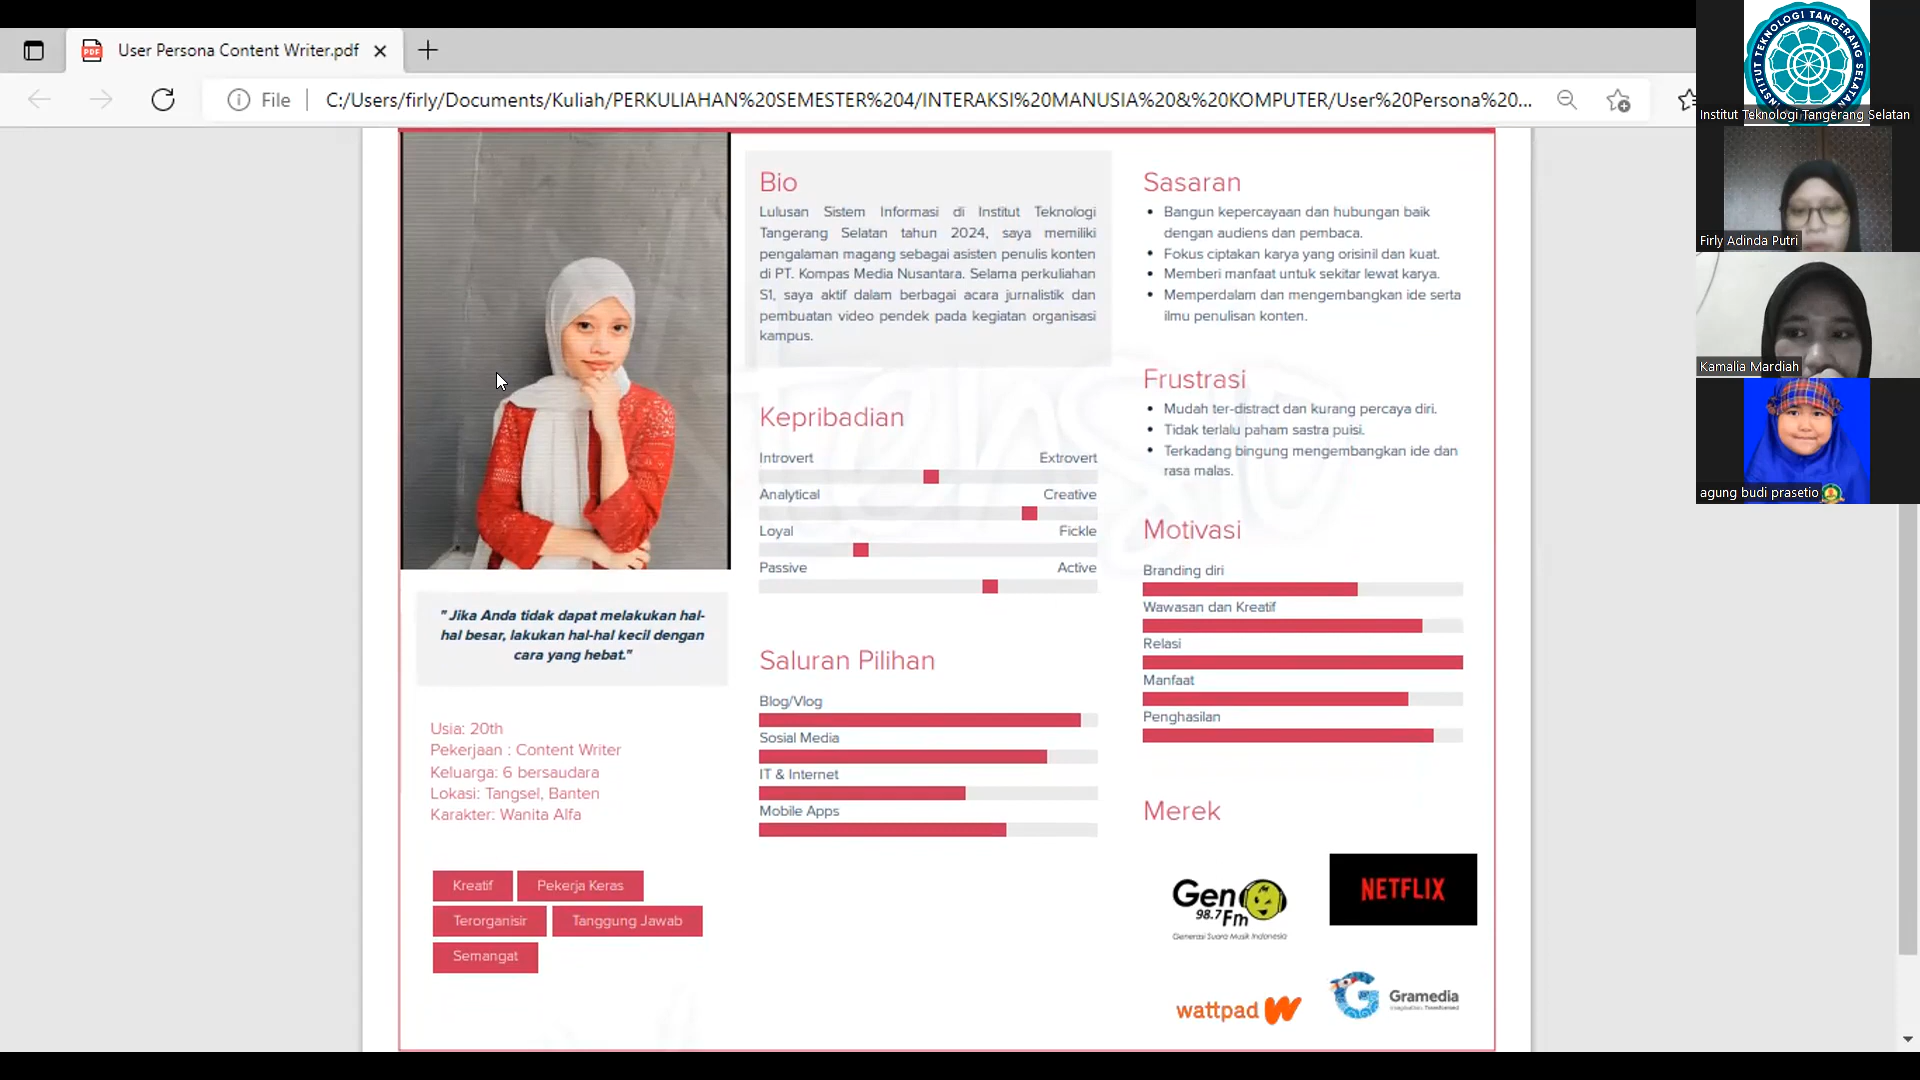 User Persona Content Writer.pdf
File
C:/Users/firly/Documents/Kuliah/PERKULIAHAN%20SEMESTER%204/INTERAKSI%20MANUSIA%20&%20KOMPUTER/User%20Persona%20...
Bio
Lulusan Sistem Informasi di Institut Teknologi
Tangerang Selatan tahun 2024, saya memiliki
pengalaman magang sebagai asisten penulis konten
di PT. Kompas Media Nusantara. Selama perkuliahan
S1, saya aktif dalam berbagai acara jurnalistik dan
pembuatan video pendek pada kegiatan organisasi
kampus.
Kepribadian
Introvert Extrovert
Analytical Creative
Loyal Fickle
Passive Active
Saluran Pilihan
Blog/Vlog
Sosial Media
IT & Internet
Mobile Apps
Sasaran
• Bangun kepercayaan dan hubungan baik
dengan audiens dan pembaca.
• Fokus ciptakan karya yang orisinil dan kuat.
• Memberi manfaat untuk sekitar lewat karya.
• Memperdalam dan mengembangkan ide serta
ilmu penulisan konten.
Frustrasi
• Mudah ter-distract dan kurang percaya diri.
• Tidak terlalu paham sastra puisi.
• Terkadang bingung mengembangkan ide dan
rasa malas.
Motivasi
Branding diri
Wawasan dan Kreatif
Relasi
Manfaat
Penghasilan
Merek
Gen
98.7 Fm
Generasi Suara Musik Indonesia
NETFLIX
wattpad
Gramedia
" Jika Anda tidak dapat melakukan hal-
hal besar, lakukan hal-hal kecil dengan
cara yang hebat."
Usia: 20th
Pekerjaan : Content Writer
Keluarga: 6 bersaudara
Lokasi: Tangsel, Banten
Karakter: Wanita Alfa
Kreatif
Pekerja Keras
Terorganisir
Tanggung Jawab
Semangat
INSTITUT TEKNOLOGI TANGERANG SELATAN
Institut Teknologi Tangerang Selatan
Firly Adinda Putri
Kamalia Mardiah
agung budi prasetio